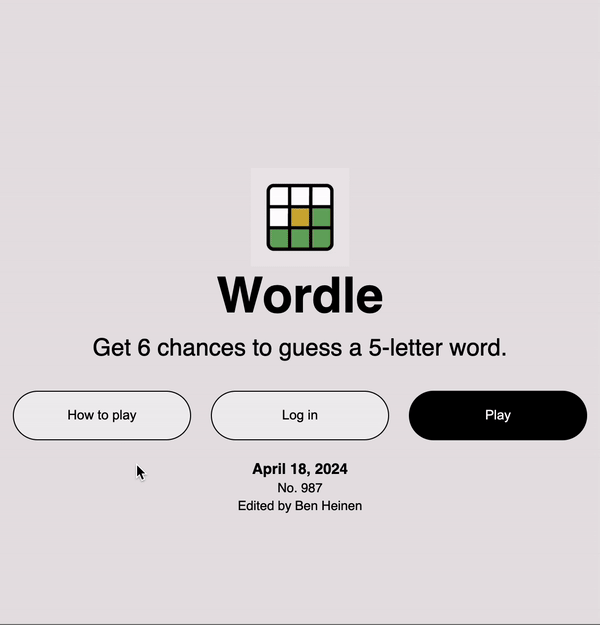 Wordle
Get 6 chances to guess a 5-letter word.
How to play
Log in
Play
April 18, 2024
No. 987
Edited by Ben Heinen